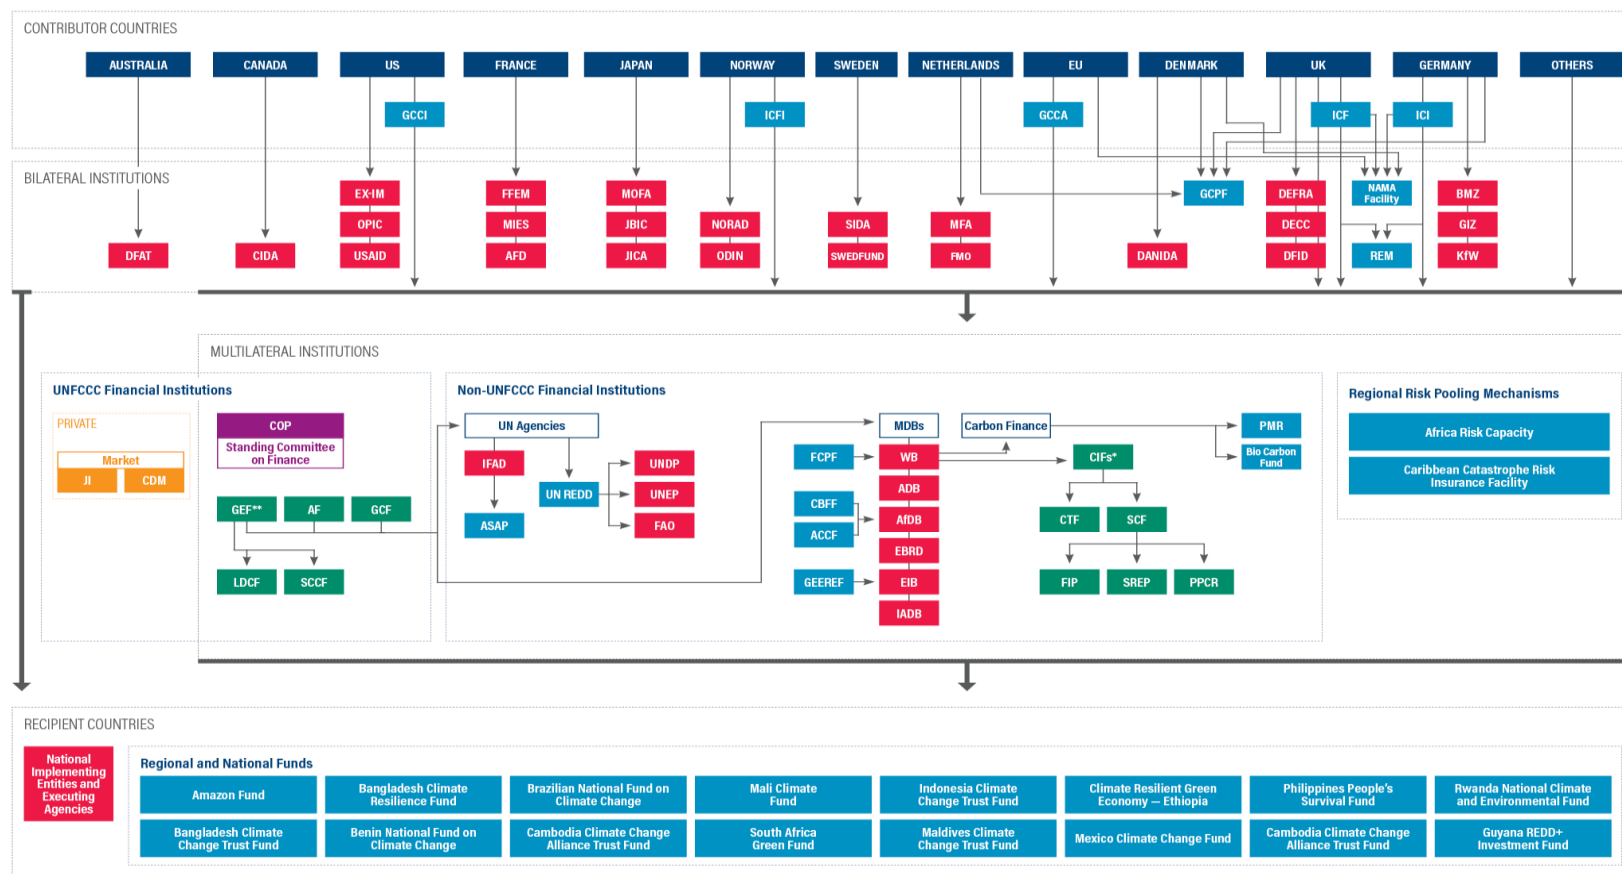 CONTRIBUTOR COUNTRIES
AUSTRALIA
CANADA
US
FRANCE
JAPAN
NORWAY
SWEDEN
NETHERLANDS
EU
DENMARK
UK
GERMANY
OTHERS
GCCI
ICFI
GCCA
ICF
ICI
BILATERAL INSTITUTIONS
EX-IM
FFEM
MOFA
GCPF
DEFRA
NAMA
Facility
BMZ
OPIC
MIES
JBIC
NORAD
SIDA
MFA
DECC
GIZ
DFAT
CIDA
USAID
AFD
JICA
ODIN
SWEDFUND
FMO
DANIDA
DFID
REM
KfW
MULTILATERAL INSTITUTIONS
UNFCCC Financial Institutions
PRIVATE
Market
JI
CDM
COP
Standing Committee
on Finance
GEF**
AF
GCF
LDCF
SCCF
Non-UNFCCC Financial Institutions
UN Agencies
IFAD
UN REDD
ASAP
UNDP
UNEP
FAO
MDBs
FCPF
WB
ADB
CBFF
AfDB
ACCF
EBRD
GEEREF
EIB
IADB
Carbon Finance
PMR
Bio Carbon
Fund
CIFs*
CTF
SCF
FIP
SREP
PPCR
Regional Risk Pooling Mechanisms
Africa Risk Capacity
Caribbean Catastrophe Risk
Insurance Facility
RECIPIENT COUNTRIES
National
Implementing
Entities and
Executing
Agencies
Regional and National Funds
Amazon Fund
Bangladesh Climate
Resilience Fund
Brazilian National Fund on
Climate Change
Mali Climate
Fund
Indonesia Climate
Change Trust Fund
Climate Resilient Green
Economy — Ethiopia
Philippines People's
Survival Fund
Rwanda National Climate
and Environmental Fund
Bangladesh Climate
Change Trust Fund
Benin National Fund on
Climate Change
Cambodia Climate Change
Alliance Trust Fund
South Africa
Green Fund
Maldives Climate
Change Trust Fund
Mexico Climate Change Fund
Cambodia Climate Change
Alliance Trust Fund
Guyana REDD+
Investment Fund